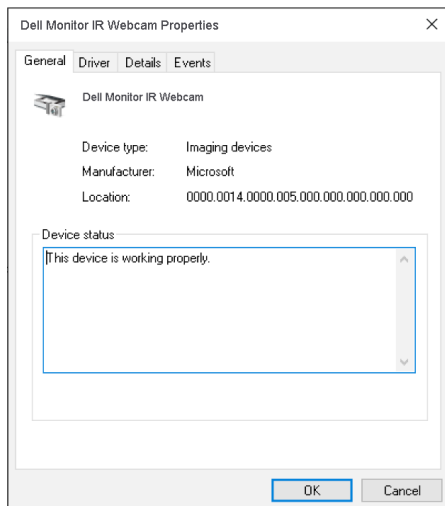 Dell Monitor IR Webcam Properties
General Driver Details Events
Dell Monitor IR Webcam
Device type: Imaging devices
Manufacturer: Microsoft
Location: 0000.0014.0000.005.000.000.000.000.000
Device status
This device is working properly.
OK Cancel